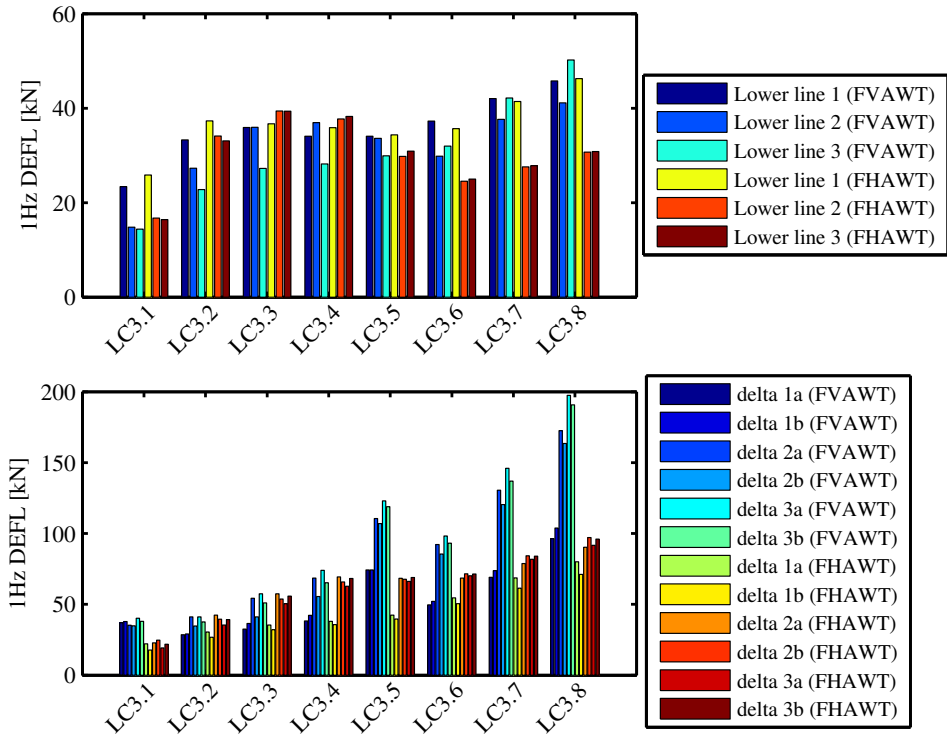 60
40
20
0
1Hz DEFL [kN]
LC3.1
LC3.2
LC3.3
LC3.4
LC3.5
LC3.6
LC3.7
LC3.8
Lower line 1 (FVAWT)
Lower line 2 (FVAWT)
Lower line 3 (FVAWT)
Lower line 1 (FHAWT)
Lower line 2 (FHAWT)
Lower line 3 (FHAWT)
200
150
100
50
0
1Hz DEFL [kN]
LC3.1
LC3.2
LC3.3
LC3.4
LC3.5
LC3.6
LC3.7
LC3.8
delta 1a (FVAWT)
delta 1b (FVAWT)
delta 2a (FVAWT)
delta 2b (FVAWT)
delta 3a (FVAWT)
delta 3b (FVAWT)
delta 1a (FHAWT)
delta 1b (FHAWT)
delta 2a (FHAWT)
delta 2b (FHAWT)
delta 3a (FHAWT)
delta 3b (FHAWT)